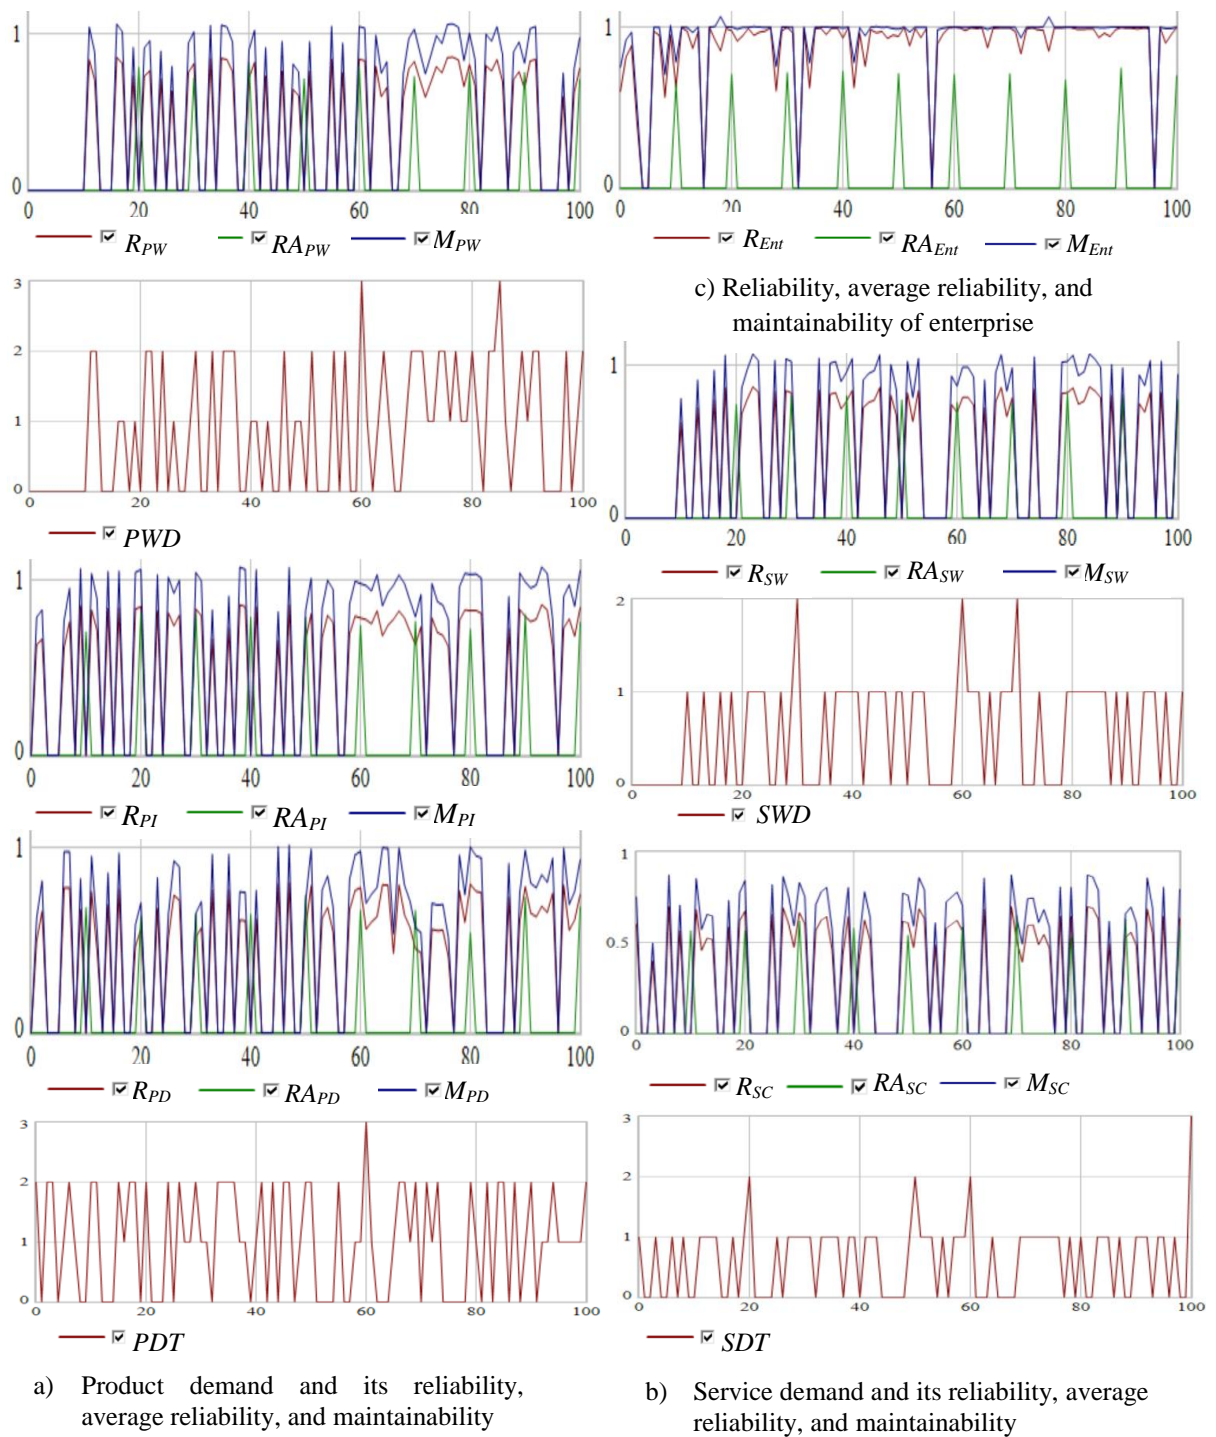 1
0
0 20 40 60 80 100
R_PW RA_PW M_PW
3
2
1
0
0 20 40 60 80 100
PWD
1
0
0 20 40 60 80 100
R_PI RA_PI M_PI
1
0
0 20 40 60 80 100
R_PD RA_PD M_PD
3
2
1
0
0 20 40 60 80 100
PDT
a) Product demand and its reliability,
average reliability, and maintainability
1
0
0 20 40 60 80 100
R_Ent RA_Ent M_Ent
c) Reliability, average reliability, and
maintainability of enterprise
1
0
0 20 40 60 80 100
R_SW RA_SW M_SW
2
1
0
0 20 40 60 80 100
SWD
1
0.5
0
0 20 40 60 80 100
R_SC RA_SC M_SC
3
2
1
0
0 20 40 60 80 100
SDT
b) Service demand and its reliability, average
reliability, and maintainability